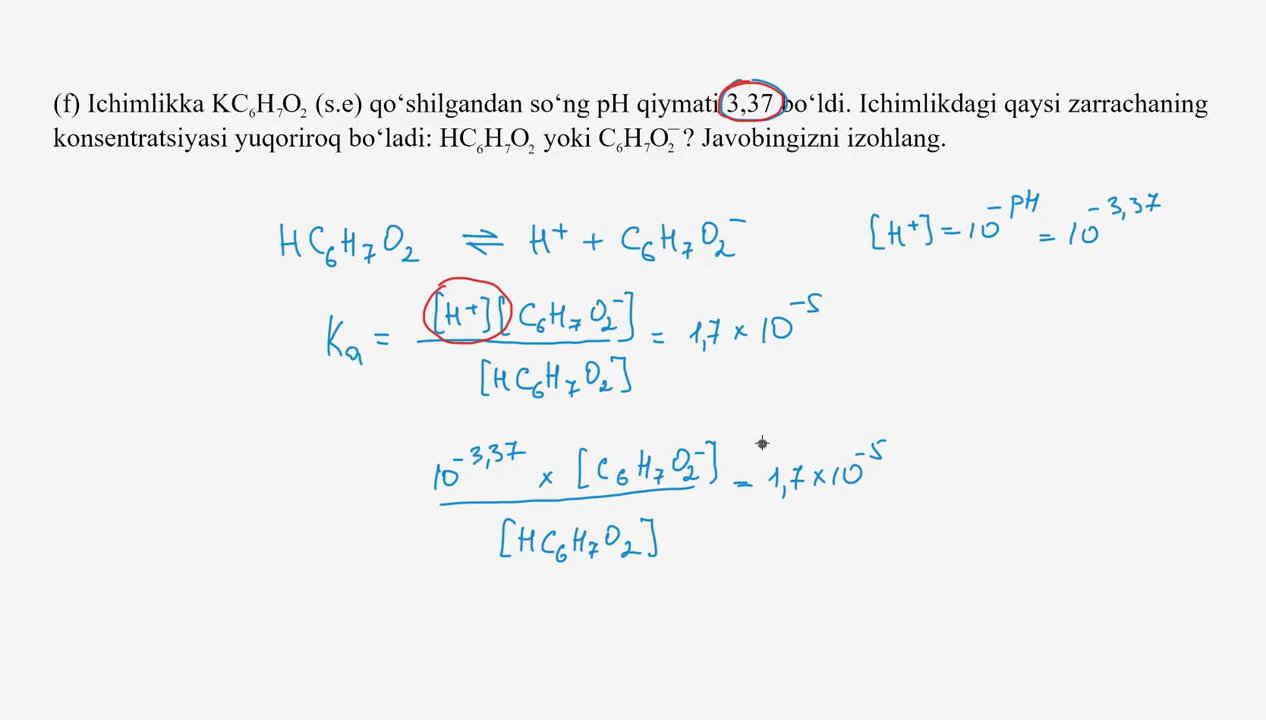 (f) Ichimlikka KC₆H₇O₂ (s.e) qo‘shilgandan so‘ng pH qiymati 3,37 bo‘ldi. Ichimlikdagi qaysi zarrachaning
konsentratsiyasi yuqoriroq bo‘ladi: HC₆H₇O₂ yoki C₆H₇O₂⁻? Javobingizni izohlang.
HC₆H₇O₂ ⇌ H⁺ + C₆H₇O₂⁻
[H⁺] = 10^-PH = 10^-3,37
Ka = [H⁺][C₆H₇O₂⁻] / [HC₆H₇O₂] = 1,7 × 10⁻⁵
10^-3,37 × [C₆H₇O₂⁻] / [HC₆H₇O₂] = 1,7 × 10⁻⁵